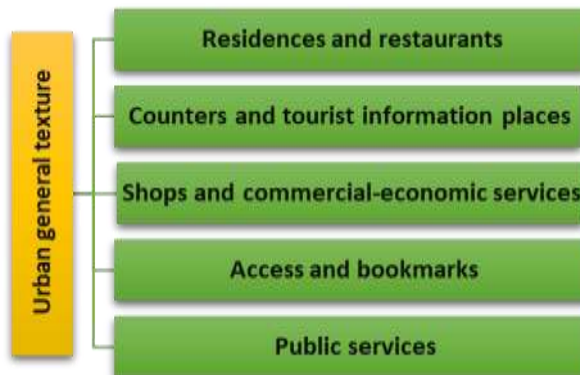 Urban general texture
Residences and restaurants
Counters and tourist information places
Shops and commercial-economic services
Access and bookmarks
Public services